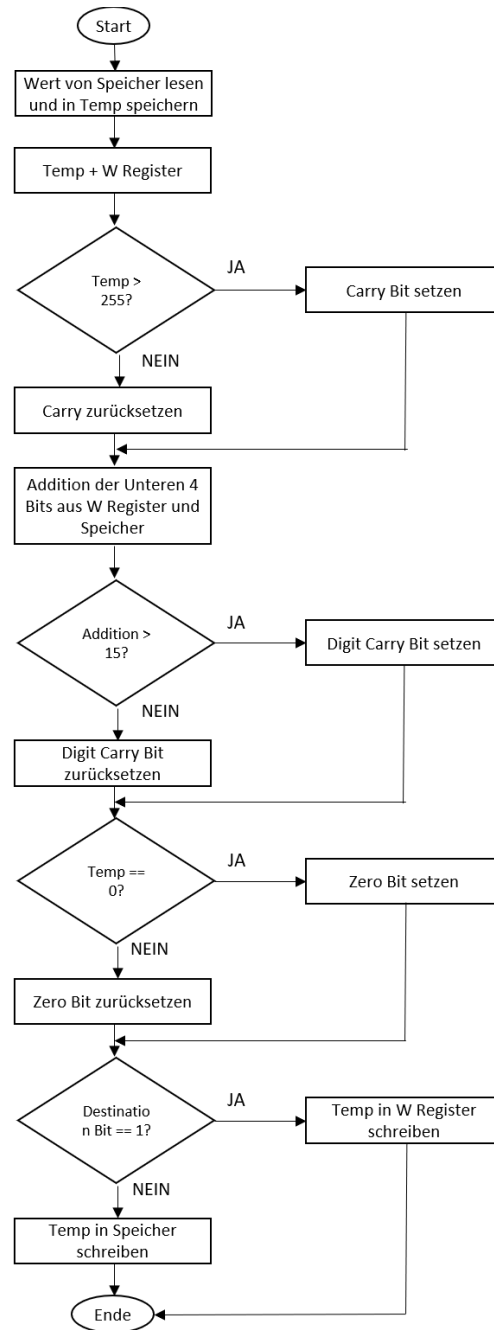 Start
Wert von Speicher lesen
und in Temp speichern
Temp + W Register
Temp >
255?
JA
Carry Bit setzen
NEIN
Carry zurücksetzen
Addition der Unteren 4
Bits aus W Register und
Speicher
Addition >
15?
JA
Digit Carry Bit setzen
NEIN
Digit Carry Bit
zurücksetzen
Temp ==
0?
JA
Zero Bit setzen
NEIN
Zero Bit zurücksetzen
Destinatio
n Bit == 1?
JA
Temp in W Register
schreiben
NEIN
Temp in Speicher
schreiben
Ende